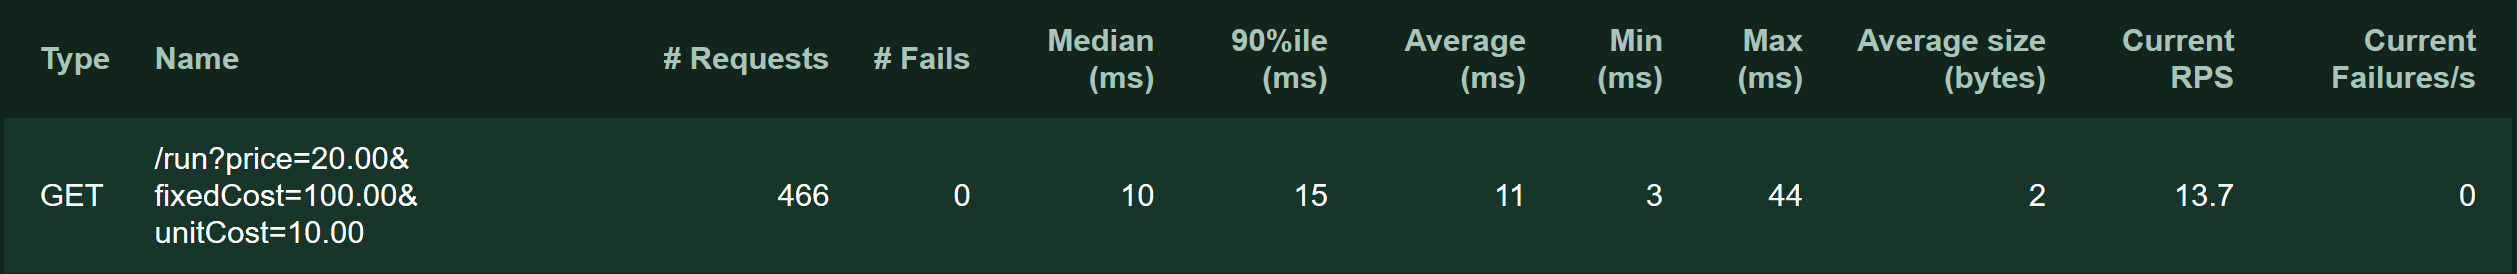 Type Name # Requests # Fails Median (ms) 90%ile (ms) Average (ms) Min (ms) Max (ms) Average size (bytes) Current RPS Current Failures/s
GET /run?price=20.00& fixedCost=100.00& unitCost=10.00 466 0 10 15 11 3 44 2 13.7 0